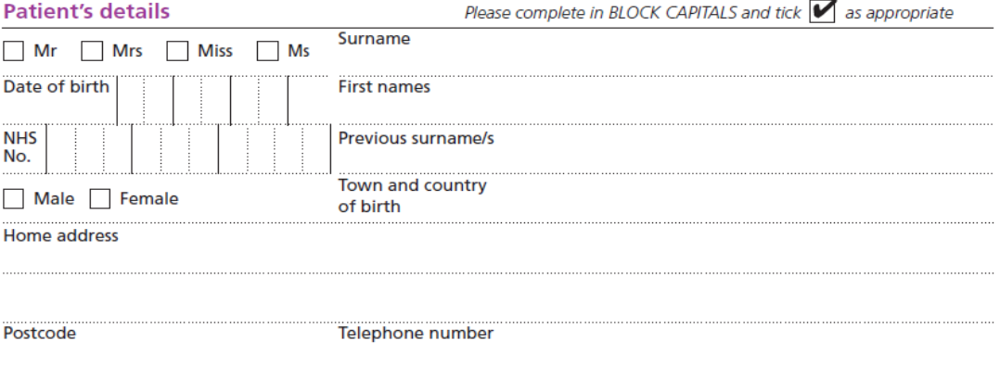 Patient's details Please complete in BLOCK CAPITALS and tick ✔ as appropriate
Mr Mrs Miss Ms
Surname
Date of birth
First names
NHS
No.
Previous surname/s
Male Female
Town and country
of birth
Home address
Postcode
Telephone number